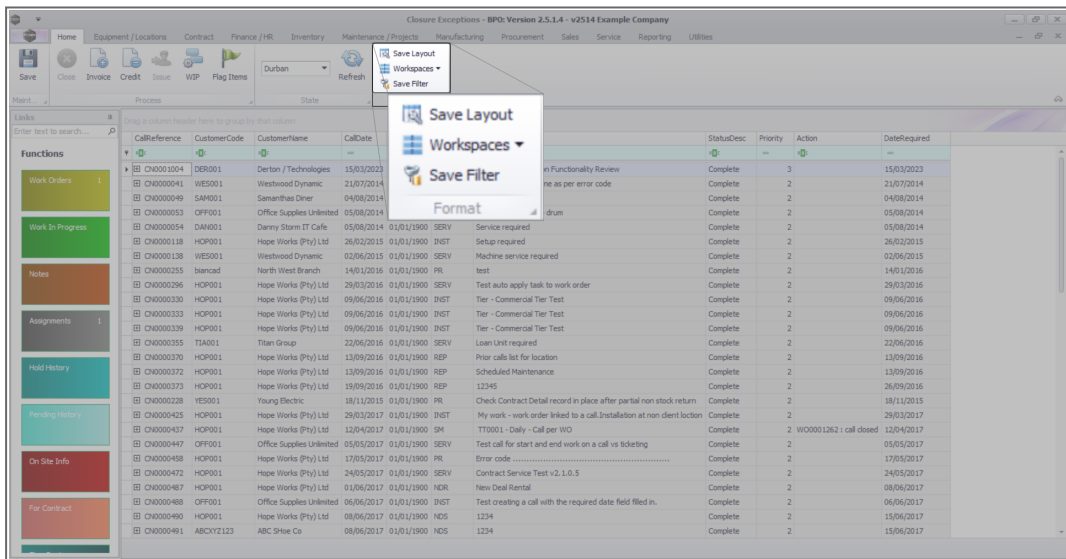 Closure Exceptions - BPO: Version 2.5.1.4 - v2514 Example Company
Home Equipment / Locations Contract Finance / HR Inventory Maintenance / Projects Manufacturing Procurement Sales Service Reporting Utilities
Save Close Invoice Credit Issue WIP Flag Items Durban Refresh
Save Layout
Workspaces
Save Filter
Maint... Process State
Save Layout
Workspaces
Save Filter
Format
Links
Drag a column header here to group by that column
Enter text to search...
CallReference CustomerCode CustomerName CallDate StatusDesc Priority Action DateRequired
Functions
CN0001004 DER001 Derton / Technologies 15/03/2023 n Functionality Review Complete 3 15/03/2023
CN0000041 WES001 Westwood Dynamic 21/07/2014 ne as per error code Complete 2 21/07/2014
CN0000049 SAM001 Samanthas Diner 04/08/2014 Complete 2 04/08/2014
CN0000053 OFF001 Office Supplies Unlimited 05/08/2014 drum Complete 2 05/08/2014
CN0000054 DAN001 Danny Storm IT Cafe 05/08/2014 01/01/1900 SERV Service required Complete 2 05/08/2014
CN0000118 HOP001 Hope Works (Pty) Ltd 26/02/2015 01/01/1900 INST Setup required Complete 2 26/02/2015
CN0000138 WES001 Westwood Dynamic 02/06/2015 01/01/1900 SERV Machine service required Complete 2 02/06/2015
CN0000255 biancad North West Branch 14/01/2016 01/01/1900 PR test Complete 2 14/01/2016
CN0000296 HOP001 Hope Works (Pty) Ltd 29/03/2016 01/01/1900 SERV Test auto apply task to work order Complete 2 29/03/2016
CN0000330 HOP001 Hope Works (Pty) Ltd 09/06/2016 01/01/1900 INST Tier - Commercial Tier Test Complete 2 09/06/2016
CN0000333 HOP001 Hope Works (Pty) Ltd 09/06/2016 01/01/1900 INST Tier - Commercial Tier Test Complete 2 09/06/2016
CN0000339 HOP001 Hope Works (Pty) Ltd 09/06/2016 01/01/1900 INST Tier - Commercial Tier Test Complete 2 09/06/2016
CN0000355 TIA001 Titan Group 22/06/2016 01/01/1900 SERV Loan Unit required Complete 2 22/06/2016
CN0000370 HOP001 Hope Works (Pty) Ltd 13/09/2016 01/01/1900 REP Prior calls list for location Complete 2 13/09/2016
CN0000372 HOP001 Hope Works (Pty) Ltd 13/09/2016 01/01/1900 REP Scheduled Maintenance Complete 2 13/09/2016
CN0000373 HOP001 Hope Works (Pty) Ltd 19/09/2016 01/01/1900 REP 12345 Complete 2 26/09/2016
CN0000228 YES001 Young Electric 18/11/2015 01/01/1900 PR Check Contract Detail record in place after partial non stock return Complete 2 18/11/2015
CN0000425 HOP001 Hope Works (Pty) Ltd 29/03/2017 01/01/1900 INST My work - work order linked to a call.Installation at non client loction Complete 2 29/03/2017
CN0000437 HOP001 Hope Works (Pty) Ltd 12/04/2017 01/01/1900 SM TT0001 - Daily - Call per WO Complete 2 WO0001262 : call closed 12/04/2017
CN0000447 OFF001 Office Supplies Unlimited 05/05/2017 01/01/1900 SERV Test call for start and end work on a call vs ticketing Complete 2 05/05/2017
CN0000458 HOP001 Hope Works (Pty) Ltd 17/05/2017 01/01/1900 PR Error code ................................................ Complete 2 17/05/2017
CN0000472 HOP001 Hope Works (Pty) Ltd 24/05/2017 01/01/1900 SERV Contract Service Test v2.1.0.5 Complete 2 24/05/2017
CN0000487 HOP001 Hope Works (Pty) Ltd 01/06/2017 01/01/1900 NDR New Deal Rental Complete 2 08/06/2017
CN0000488 OFF001 Office Supplies Unlimited 06/06/2017 01/01/1900 INST Test creating a call with the required date field filled in. Complete 2 06/06/2017
CN0000490 HOP001 Hope Works (Pty) Ltd 08/06/2017 01/01/1900 NDS 1234 Complete 2 15/06/2017
CN0000491 ABCXYZ123 ABC SHoe Co 08/06/2017 01/01/1900 NDS 1234 Complete 2 15/06/2017
Work Orders 1
Work In Progress
Notes
Assignments 1
Hold History
Pending History
On Site Info
For Contract